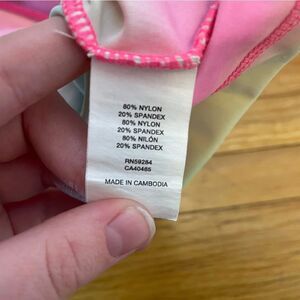 80% NYLON
20% SPANDEX
80% NYLON
20% SPANDEX
80% NILÓN
20% SPANDEX
RN59284
CA40465
MADE IN CAMBODIA